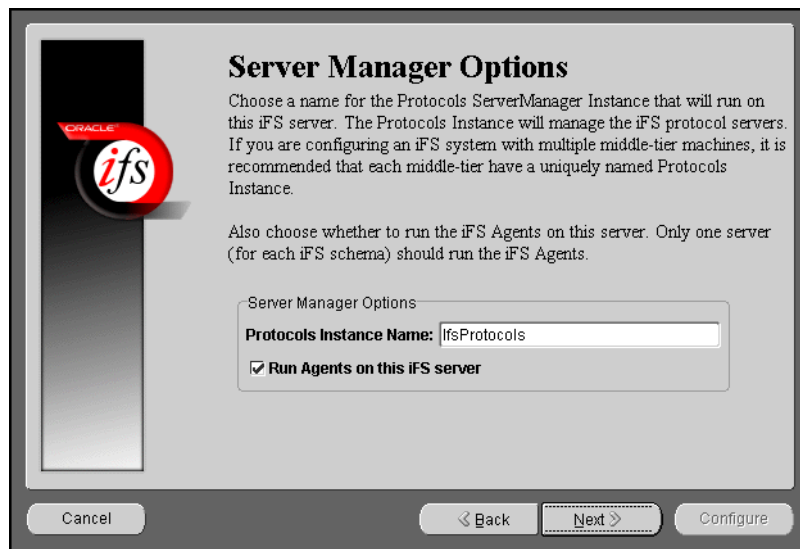 Server Manager Options
Choose a name for the Protocols ServerManager Instance that will run on
this iFS server. The Protocols Instance will manage the iFS protocol servers.
If you are configuring an iFS system with multiple middle-tier machines, it is
recommended that each middle-tier have a uniquely named Protocols
Instance.
ORACLE
ifs
Also choose whether to run the iFS Agents on this server. Only one server
(for each iFS schema) should run the iFS Agents.
Server Manager Options
Protocols Instance Name: IfsProtocols
Run Agents on this iFS server
Cancel
Back
Next
Configure